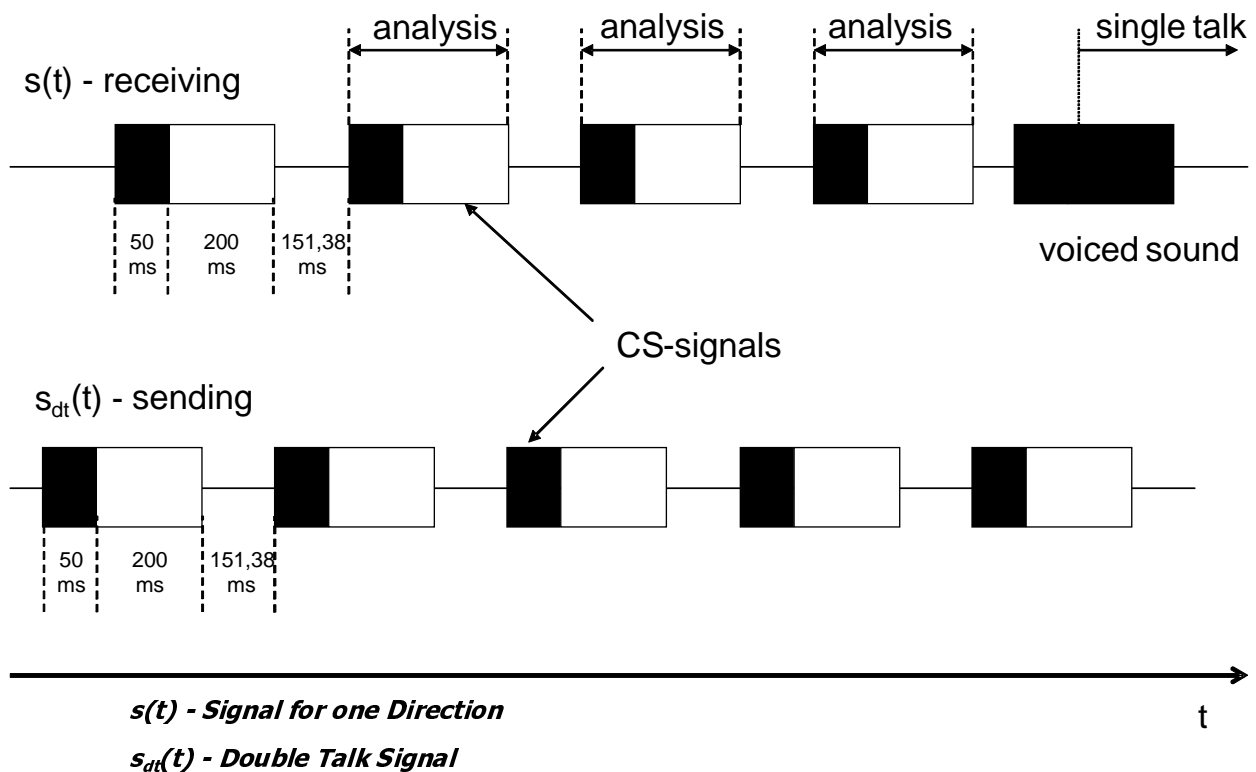 analysis analysis analysis single talk
s(t) - receiving
50 ms 200 ms 151,38 ms
voiced sound
CS-signals
sdt(t) - sending
50 ms 200 ms 151,38 ms
s(t) - Signal for one Direction
t
sdt(t) - Double Talk Signal